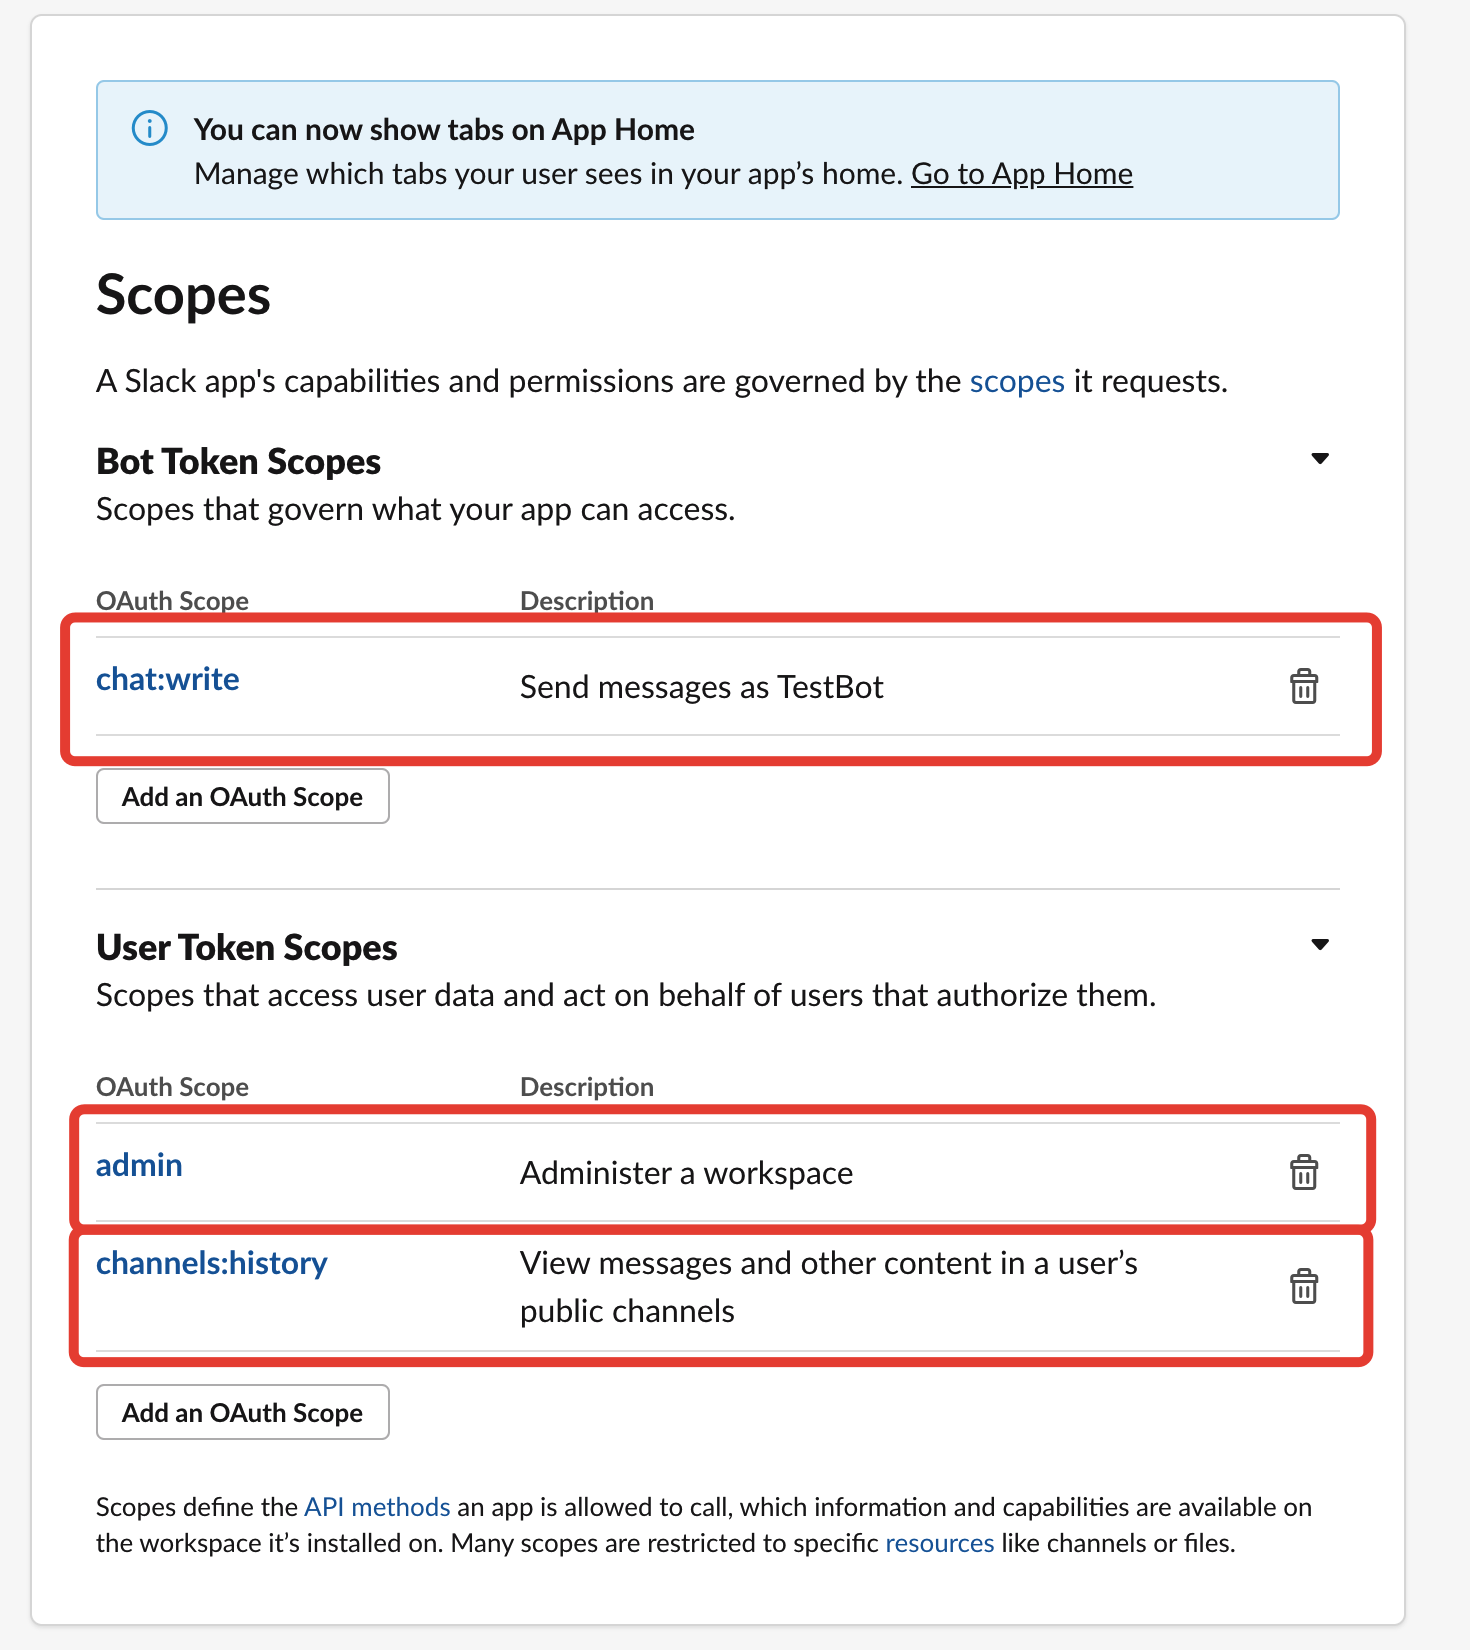 You can now show tabs on App Home
Manage which tabs your user sees in your app’s home. Go to App Home
Scopes
A Slack app's capabilities and permissions are governed by the scopes it requests.
Bot Token Scopes
Scopes that govern what your app can access.
OAuth Scope Description
chat:write Send messages as TestBot
Add an OAuth Scope
User Token Scopes
Scopes that access user data and act on behalf of users that authorize them.
OAuth Scope Description
admin Administer a workspace
channels:history View messages and other content in a user’s
public channels
Add an OAuth Scope
Scopes define the API methods an app is allowed to call, which information and capabilities are available on
the workspace it’s installed on. Many scopes are restricted to specific resources like channels or files.